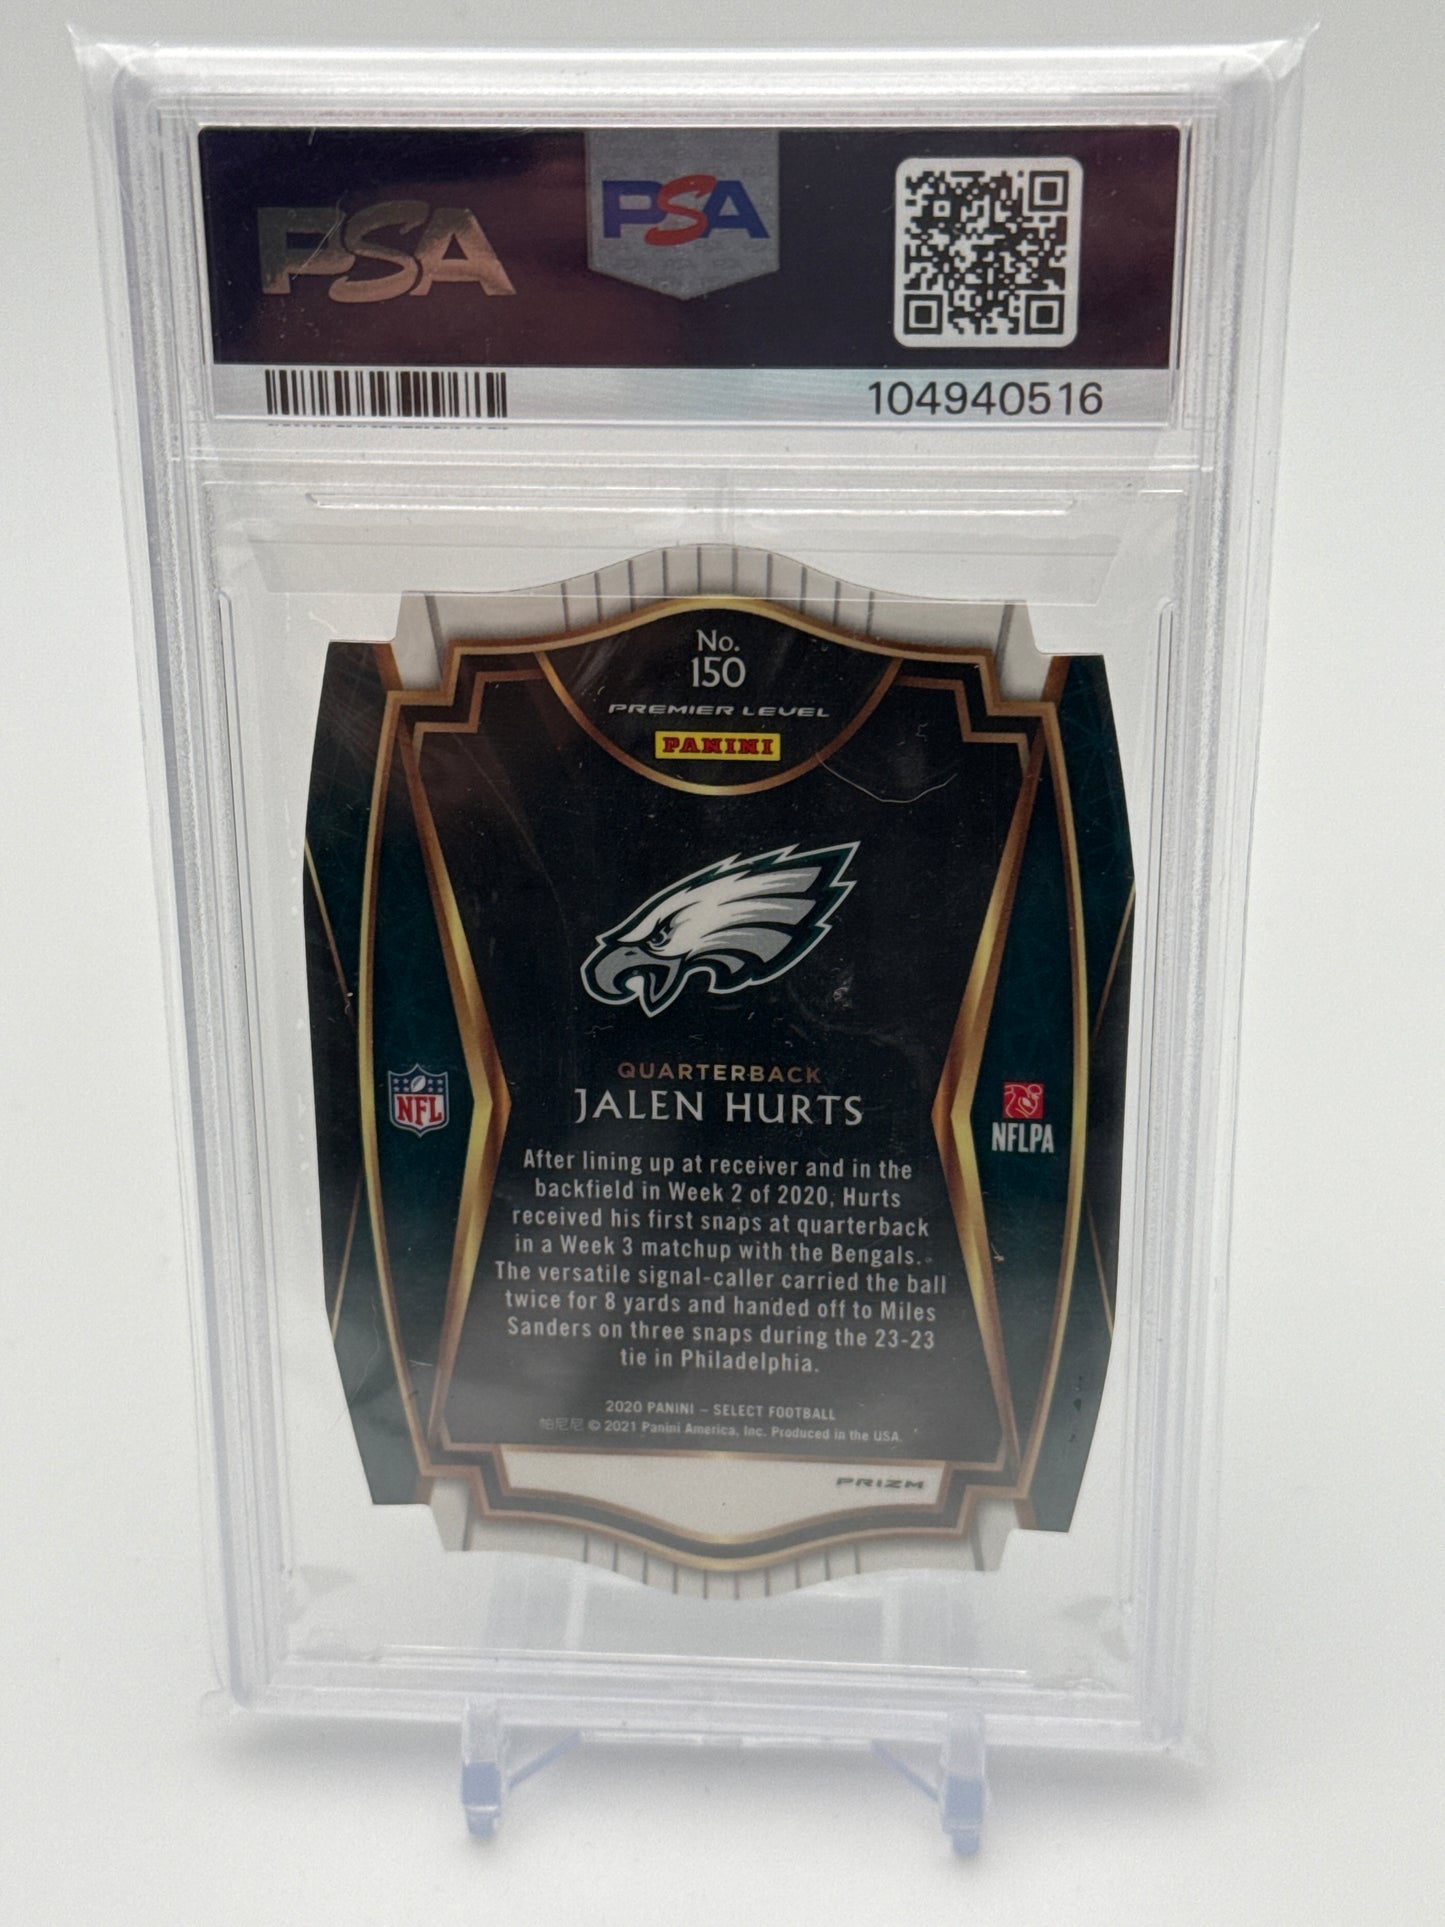 PSA
PSA
104940516
No.
150
PREMIER LEVEL
PANINI
QUARTERBACK
JALEN HURTS
NFL
NFLPA
After lining up at receiver and in the
backfield in Week 2 of 2020, Hurts
received his first snaps at quarterback
in a Week 3 matchup with the Bengals.
The versatile signal-caller carried the ball
twice for 8 yards and handed off to Miles
Sanders on three snaps during the 23-23
tie in Philadelphia.
2020 PANINI – SELECT FOOTBALL
帕尼尼 © 2021 Panini America, Inc. Produced in the USA.
PRIZM